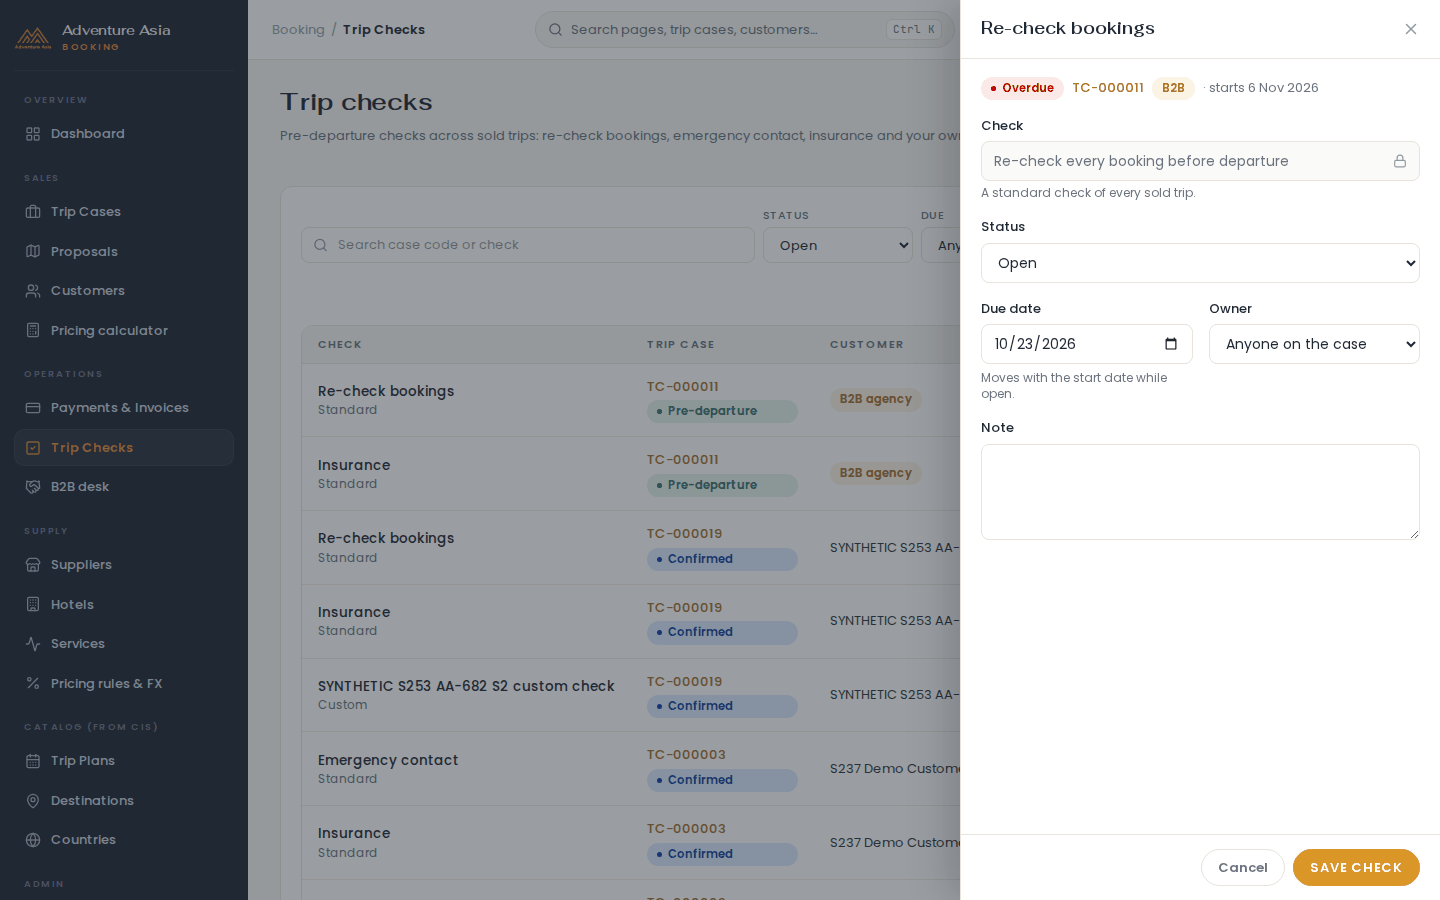 Adventure Asia
BOOKING
OVERVIEW
Dashboard
SALES
Trip Cases
Proposals
Customers
Pricing calculator
OPERATIONS
Payments & Invoices
Trip Checks
B2B desk
SUPPLY
Suppliers
Hotels
Services
Pricing rules & FX
CATALOG (FROM CIS)
Trip Plans
Destinations
Countries
ADMIN
Booking / Trip Checks
Search pages, trip cases, customers... Ctrl K
Trip checks
Pre-departure checks across sold trips: re-check bookings, emergency contact, insurance and your own
STATUS DUE
Search case code or check Open Any
CHECK TRIP CASE CUSTOMER
Re-check bookings TC-000011 B2B agency
Standard Pre-departure
Insurance TC-000011 B2B agency
Standard Pre-departure
Re-check bookings TC-000019 SYNTHETIC S253 AA-
Standard Confirmed
Insurance TC-000019 SYNTHETIC S253 AA-
Standard Confirmed
SYNTHETIC S253 AA-682 S2 custom check TC-000019 SYNTHETIC S253 AA-
Custom Confirmed
Emergency contact TC-000003 S237 Demo Custome
Standard Confirmed
Insurance TC-000003 S237 Demo Custome
Standard Confirmed
Re-check bookings
Overdue TC-000011 B2B · starts 6 Nov 2026
Check
Re-check every booking before departure
A standard check of every sold trip.
Status
Open
Due date Owner
10/23/2026 Anyone on the case
Moves with the start date while
open.
Note
Cancel SAVE CHECK